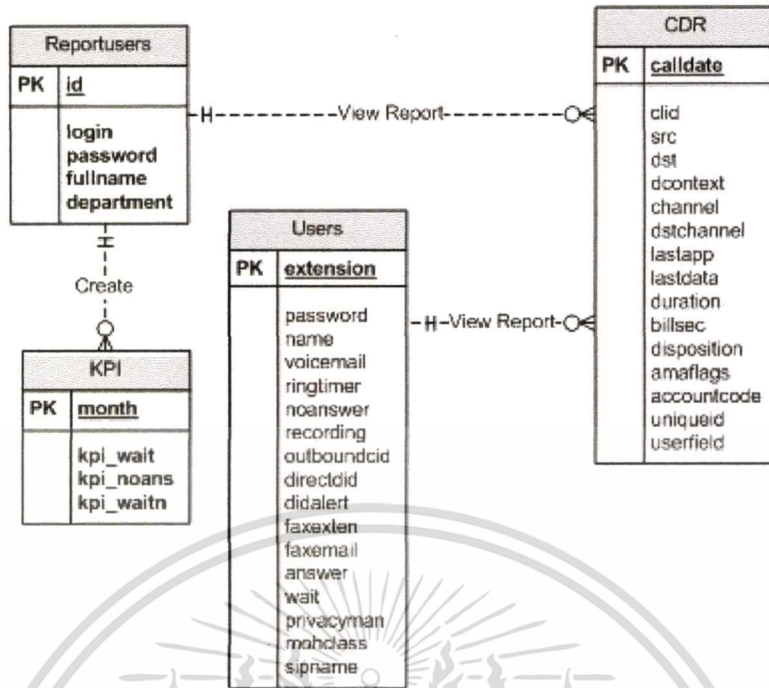 Reportusers
PK id
login
password
fullname
department
View Report
Create
KPI
PK month
kpi_wait
kpi_noans
kpi_waitn
Users
PK extension
password
name
voicemail
ringtimer
noanswer
recording
outboundcid
directdid
didalert
faxexten
faxemail
answer
wait
privacyman
mohclass
sipname
View Report
CDR
PK calldate
clid
src
dst
dcontext
channel
dstchannel
lastapp
lastdata
duration
billsec
disposition
amaflags
accountcode
uniqueid
userfield